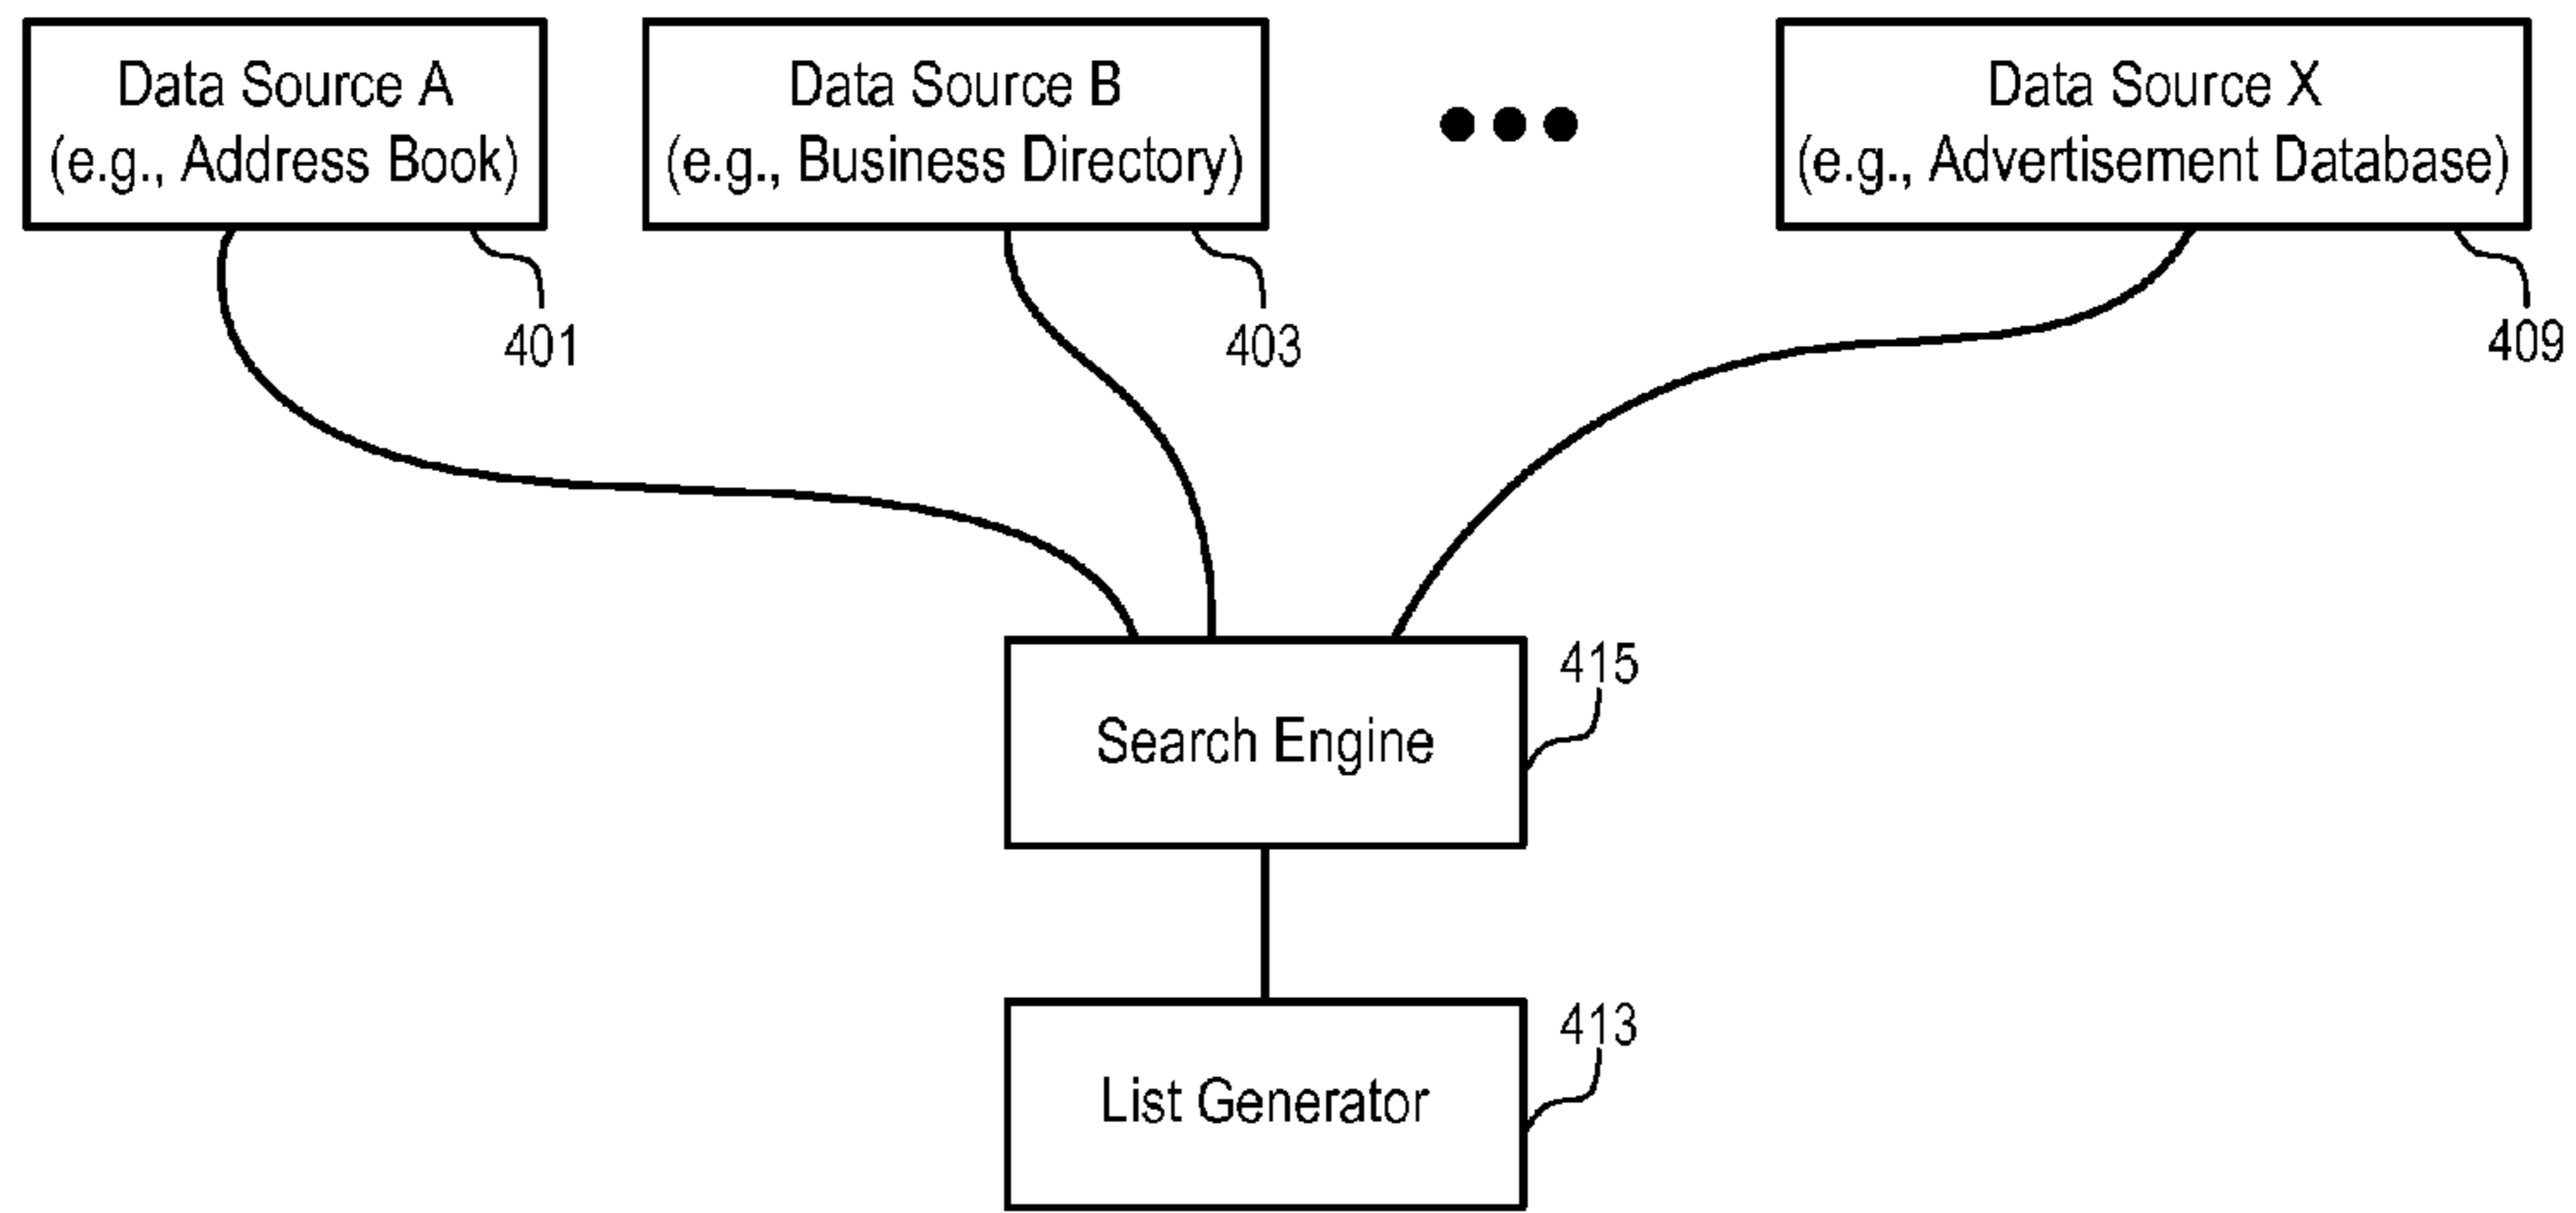 Data Source A
(e.g., Address Book)
Data Source B
(e.g., Business Directory)
Data Source X
(e.g., Advertisement Database)
401
403
409
415
Search Engine
413
List Generator